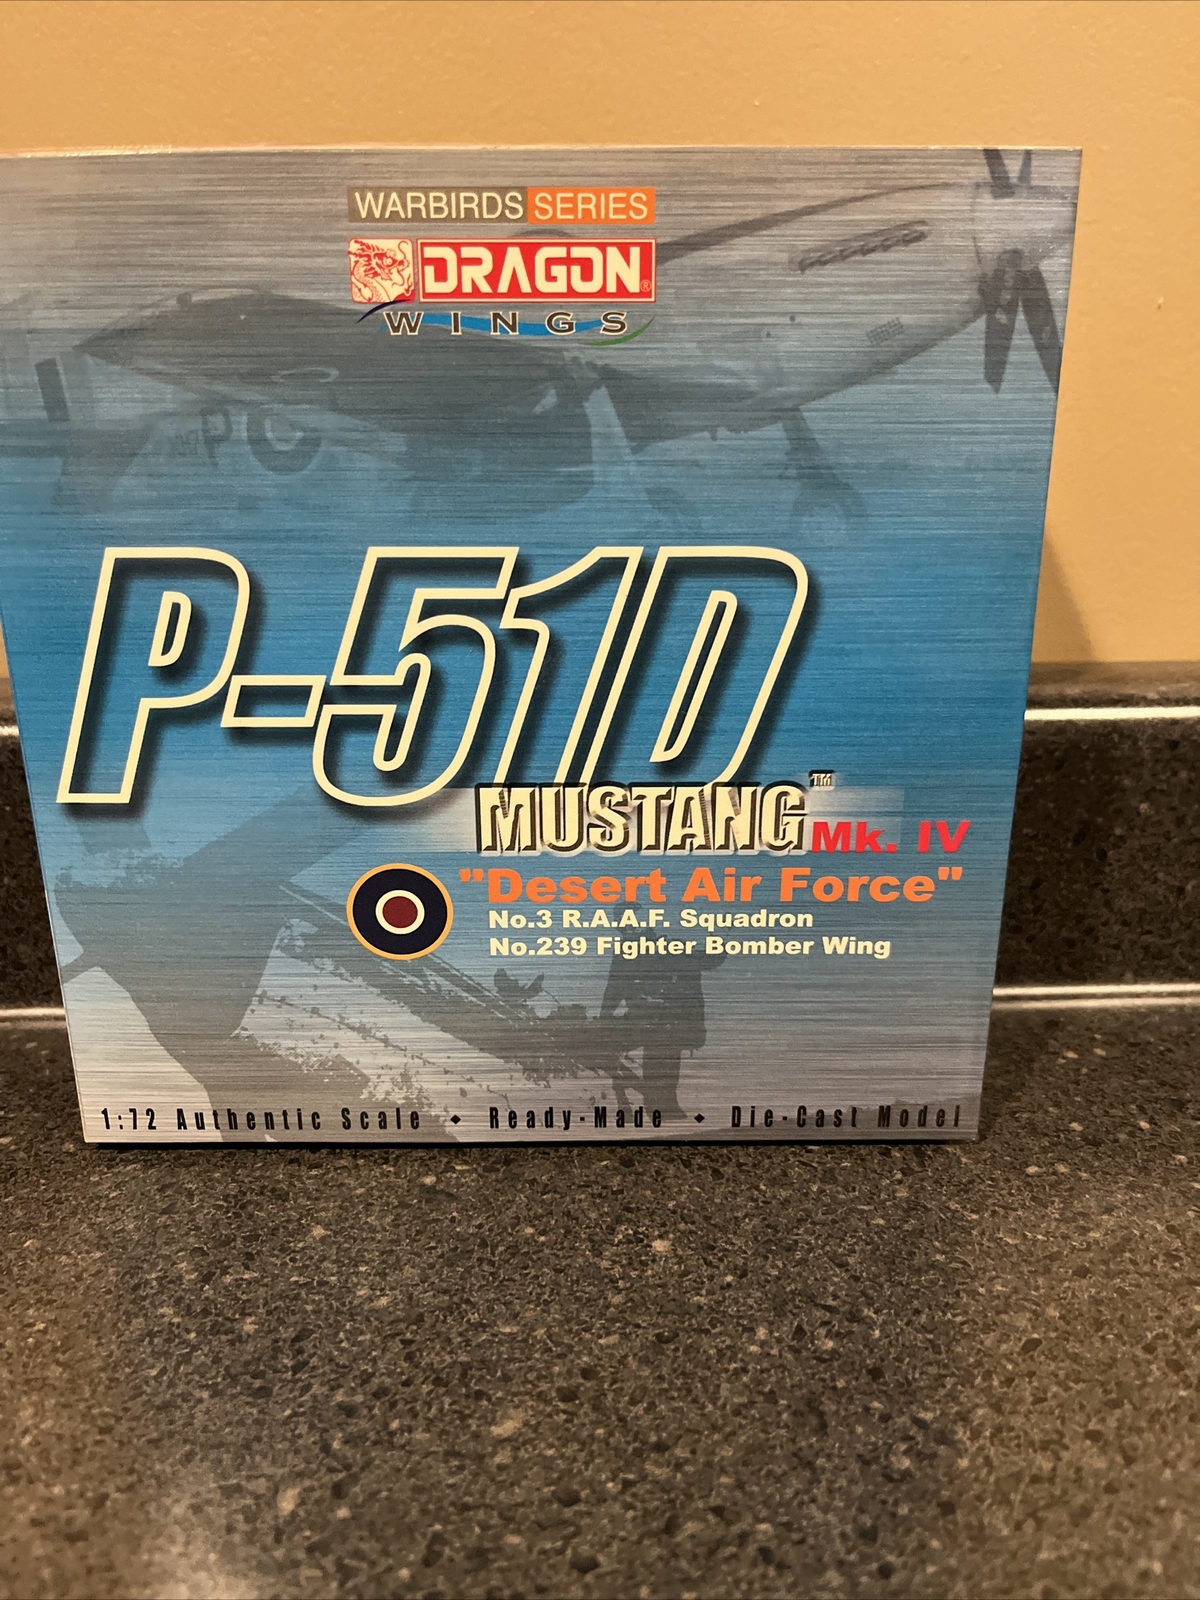 WARBIRDS SERIES
DRAGON®
WINGS
P-51D
MUSTANG™ Mk. IV
"Desert Air Force"
No.3 R.A.A.F. Squadron
No.239 Fighter Bomber Wing
1:72 Authentic Scale ◆ Ready-Made ◆ Die-Cast Model